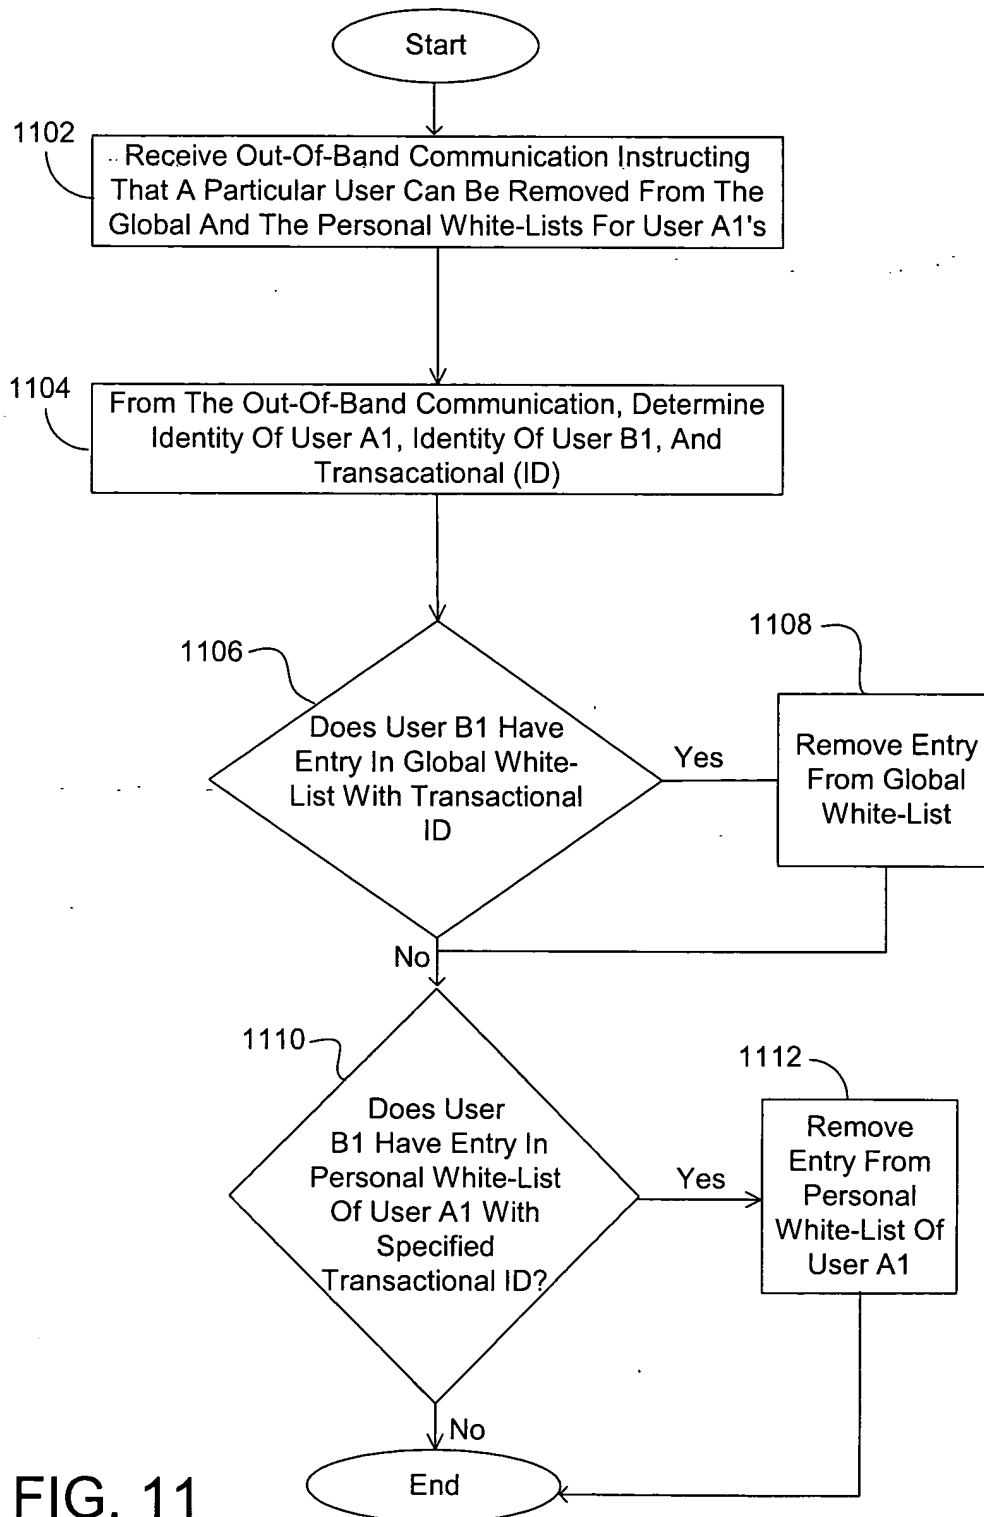 Start
1102
Receive Out-Of-Band Communication Instructing
That A Particular User Can Be Removed From The
Global And The Personal White-Lists For User A1's
1104
From The Out-Of-Band Communication, Determine
Identity Of User A1, Identity Of User B1, And
Transacational (ID)
1106
Does User B1 Have
Entry In Global White-
List With Transactional
ID
Yes
1108
Remove Entry
From Global
White-List
No
1110
Does User
B1 Have Entry In
Personal White-List
Of User A1 With
Specified
Transactional ID?
Yes
1112
Remove
Entry From
Personal
White-List Of
User A1
No
End
FIG. 11